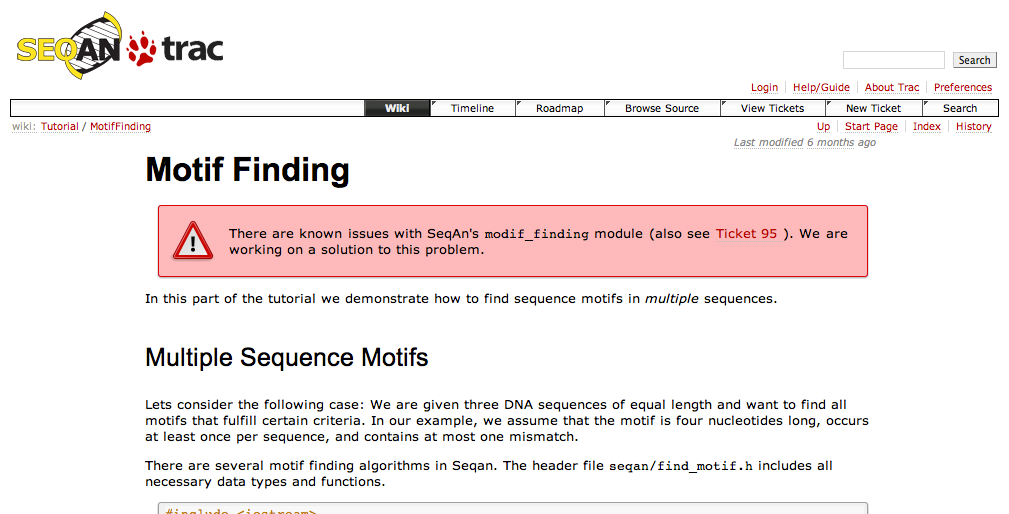 SEQAN trac
Search
Login Help/Guide About Trac Preferences
Wiki Timeline Roadmap Browse Source View Tickets New Ticket Search
wiki: Tutorial / MotifFinding
Up Start Page Index History
Last modified 6 months ago
Motif Finding
There are known issues with SeqAn's modif_finding module (also see Ticket 95 ). We are
working on a solution to this problem.
In this part of the tutorial we demonstrate how to find sequence motifs in multiple sequences.
Multiple Sequence Motifs
Lets consider the following case: We are given three DNA sequences of equal length and want to find all
motifs that fulfill certain criteria. In our example, we assume that the motif is four nucleotides long, occurs
at least once per sequence, and contains at most one mismatch.
There are several motif finding algorithms in Seqan. The header file seqan/find_motif.h includes all
necessary data types and functions.
#include <iostream>